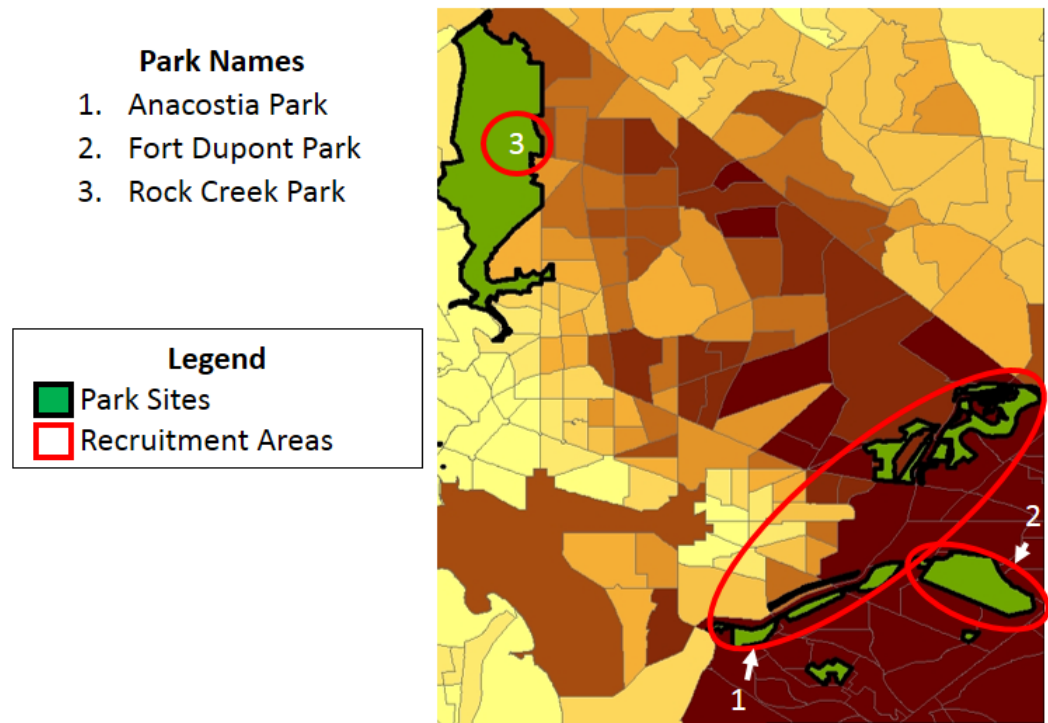 Park Names
1. Anacostia Park
2. Fort Dupont Park
3. Rock Creek Park
Legend
Park Sites
Recruitment Areas
3
2
1